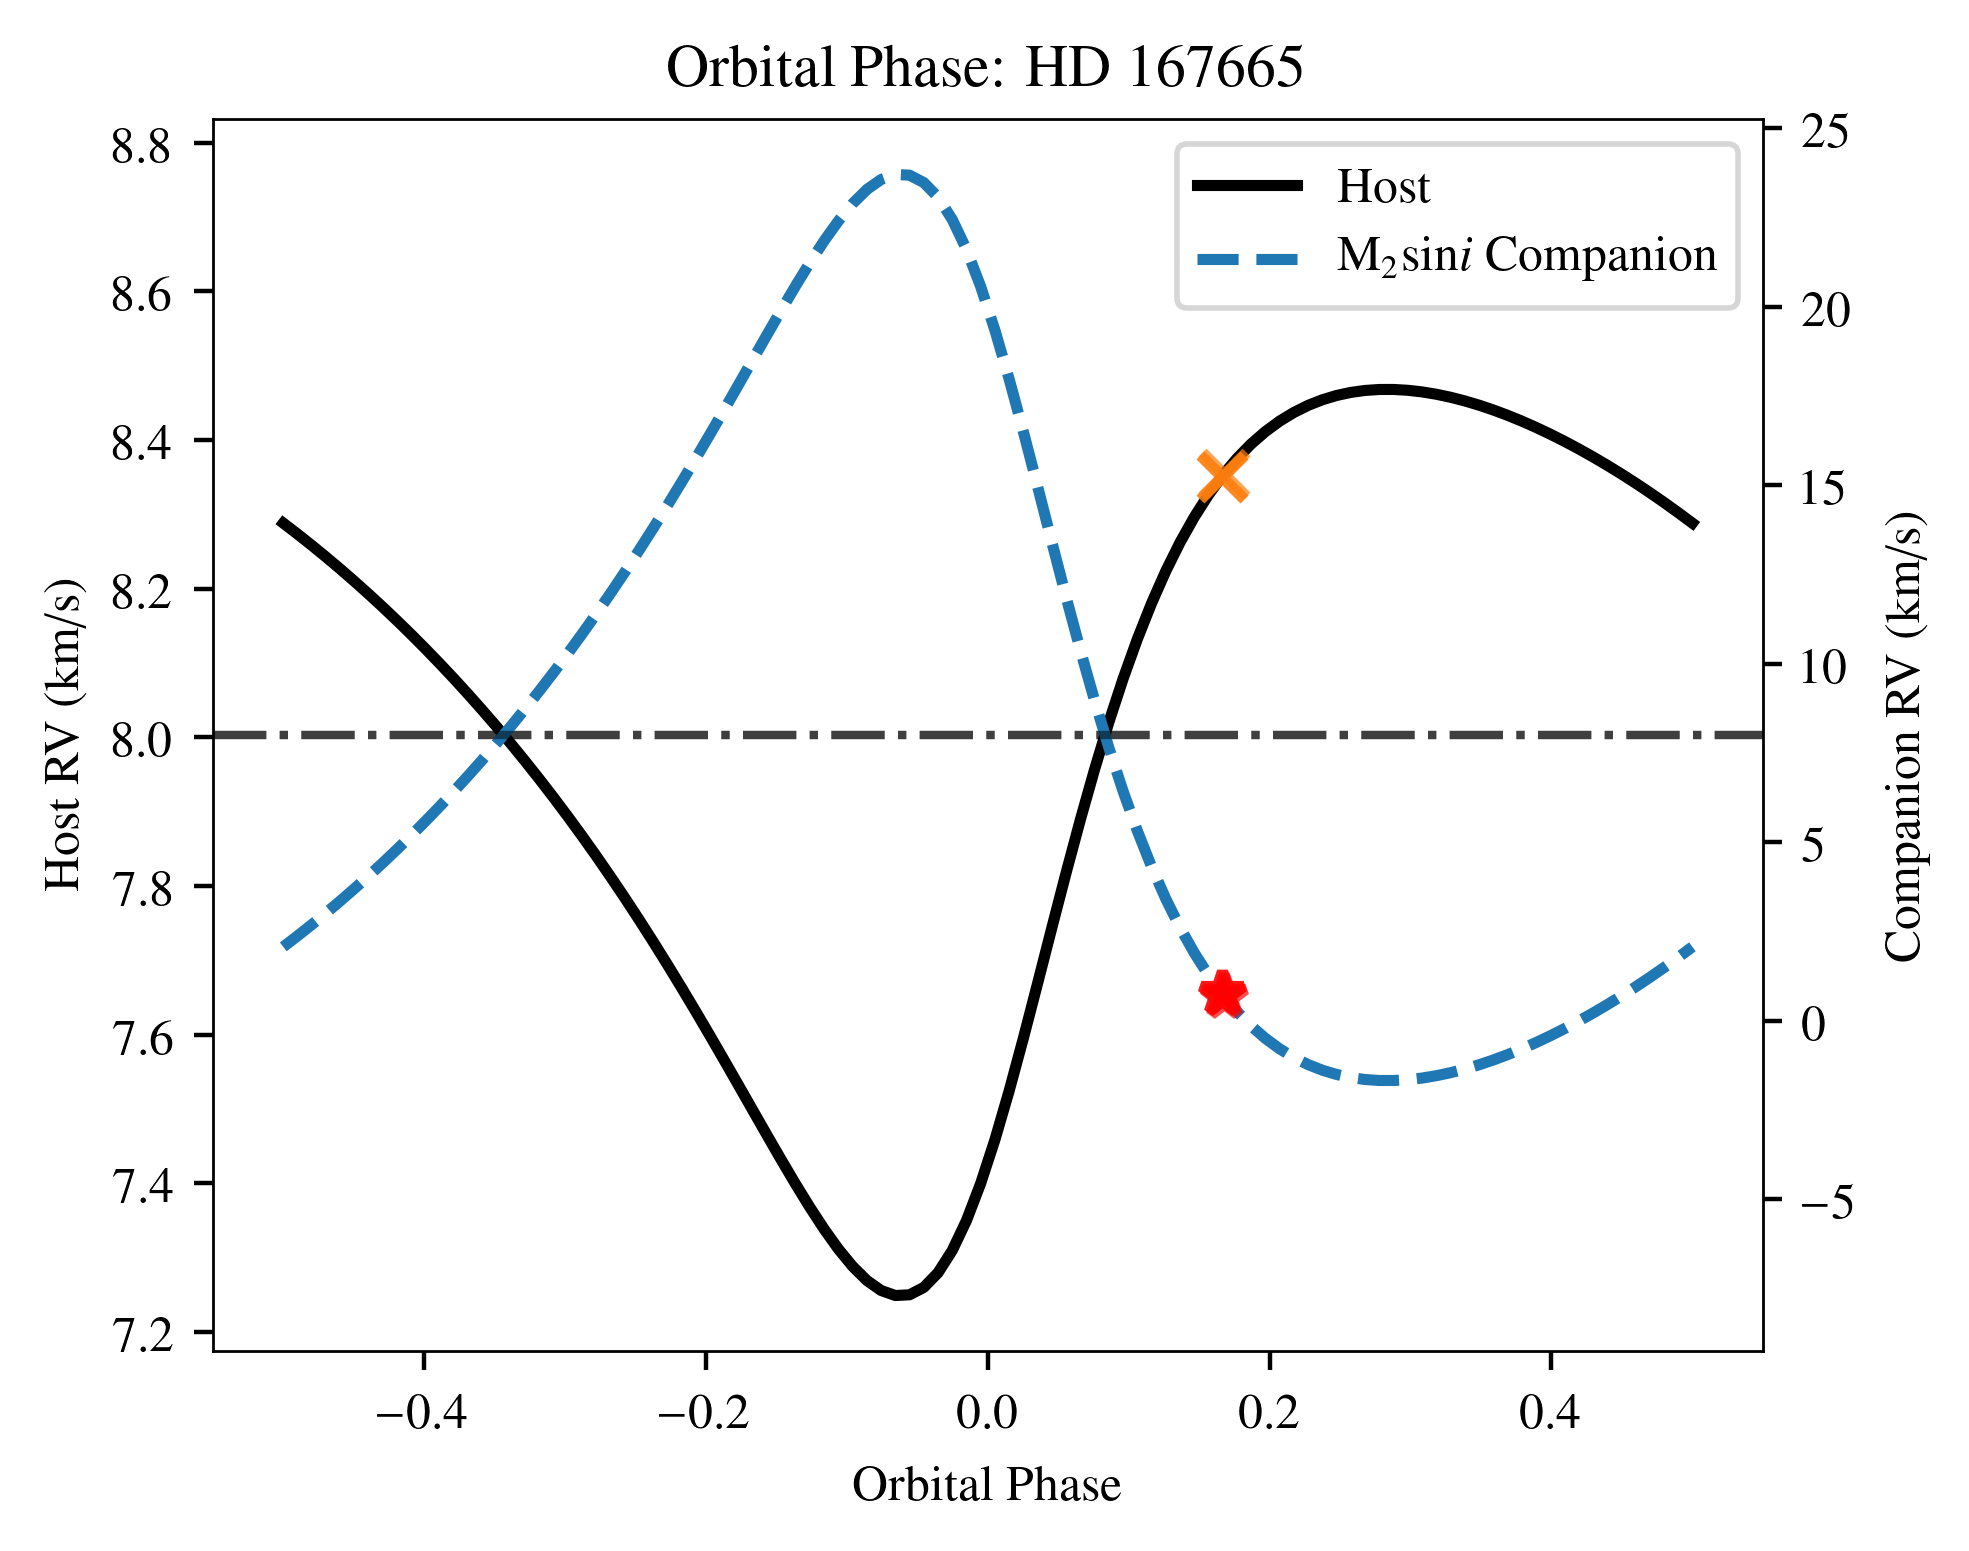 Orbital Phase: HD 167665
Host
M₂sini Companion
Host RV (km/s)
8.8
8.6
8.4
8.2
8.0
7.8
7.6
7.4
7.2
25
20
15
10
5
0
−5
Companion RV (km/s)
−0.4 −0.2 0.0 0.2 0.4
Orbital Phase